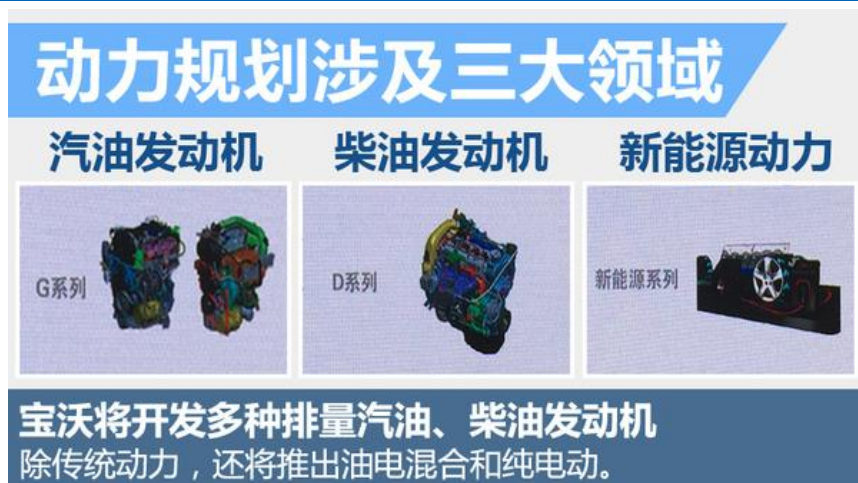 动力规划涉及三大领域
汽油发动机 柴油发动机 新能源动力
G系列 D系列 新能源系列
宝沃将开发多种排量汽油、柴油发动机
除传统动力，还将推出油电混合和纯电动。